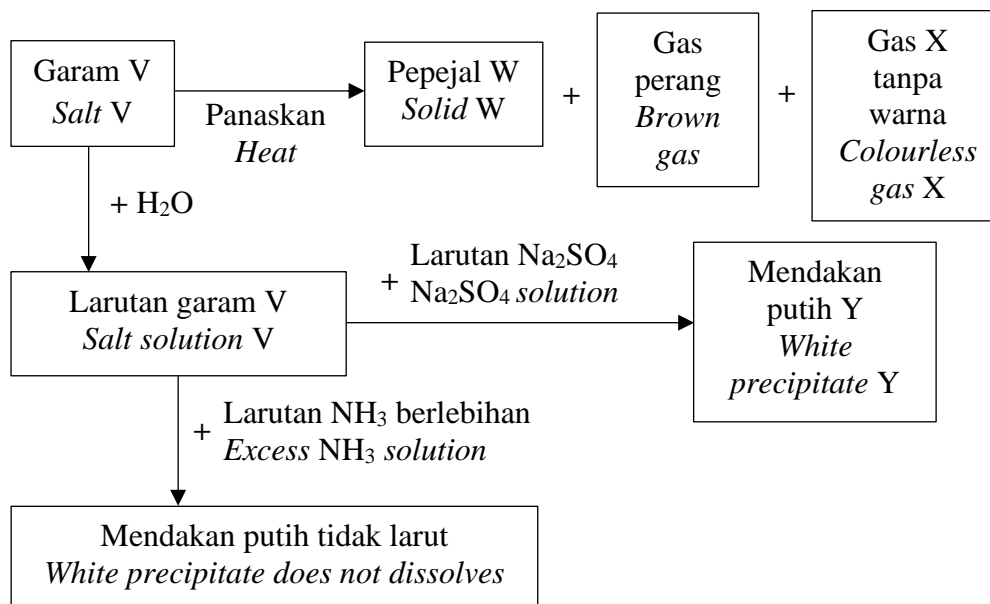 Garam V
Salt V
Panaskan
Heat
Pepejal W
Solid W
+
Gas
perang
Brown
gas
+
Gas X
tanpa
warna
Colourless
gas X
+ H₂O
Larutan garam V
Salt solution V
+
Larutan Na₂SO₄
Na₂SO₄ solution
Mendakan
putih Y
White
precipitate Y
+
Larutan NH₃ berlebihan
Excess NH₃ solution
Mendakan putih tidak larut
White precipitate does not dissolves